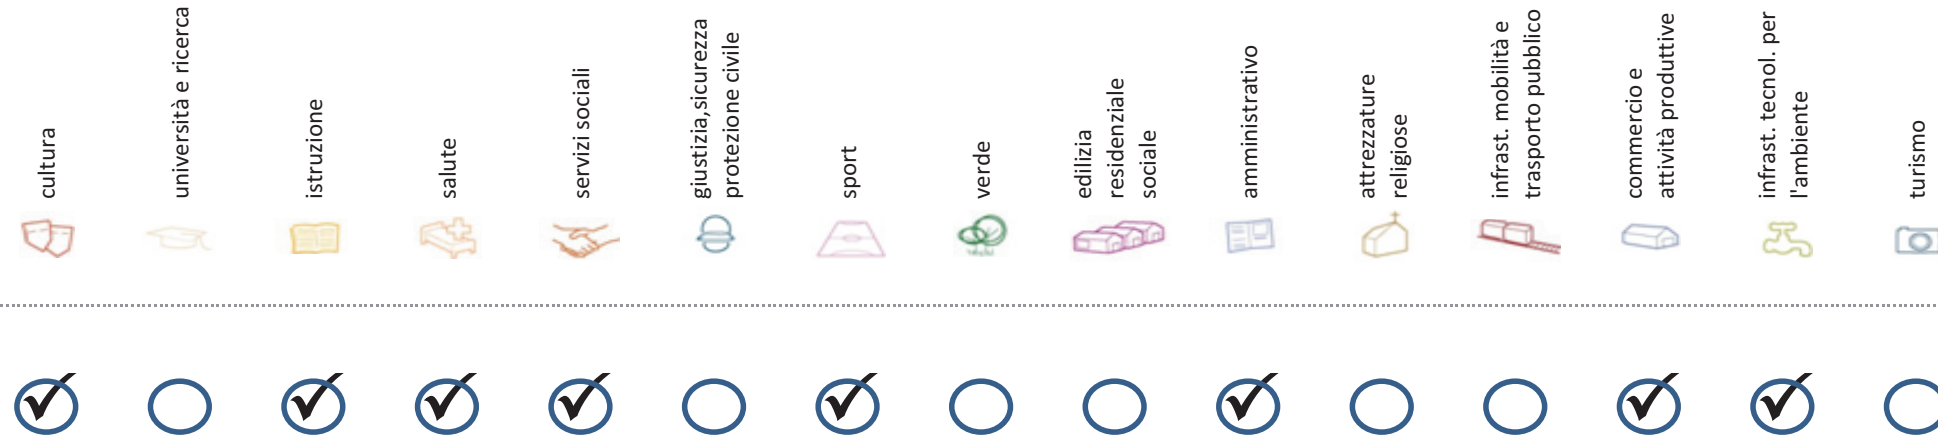 cultura
università e ricerca
istruzione
salute
servizi sociali
giustizia,sicurezza
protezione civile
sport
verde
edilizia
residenziale
sociale
amministrativo
attrezzature
religiose
infrast. mobilità e
trasporto pubblico
commercio e
attività produttive
infrast. tecnol. per
l'ambiente
turismo